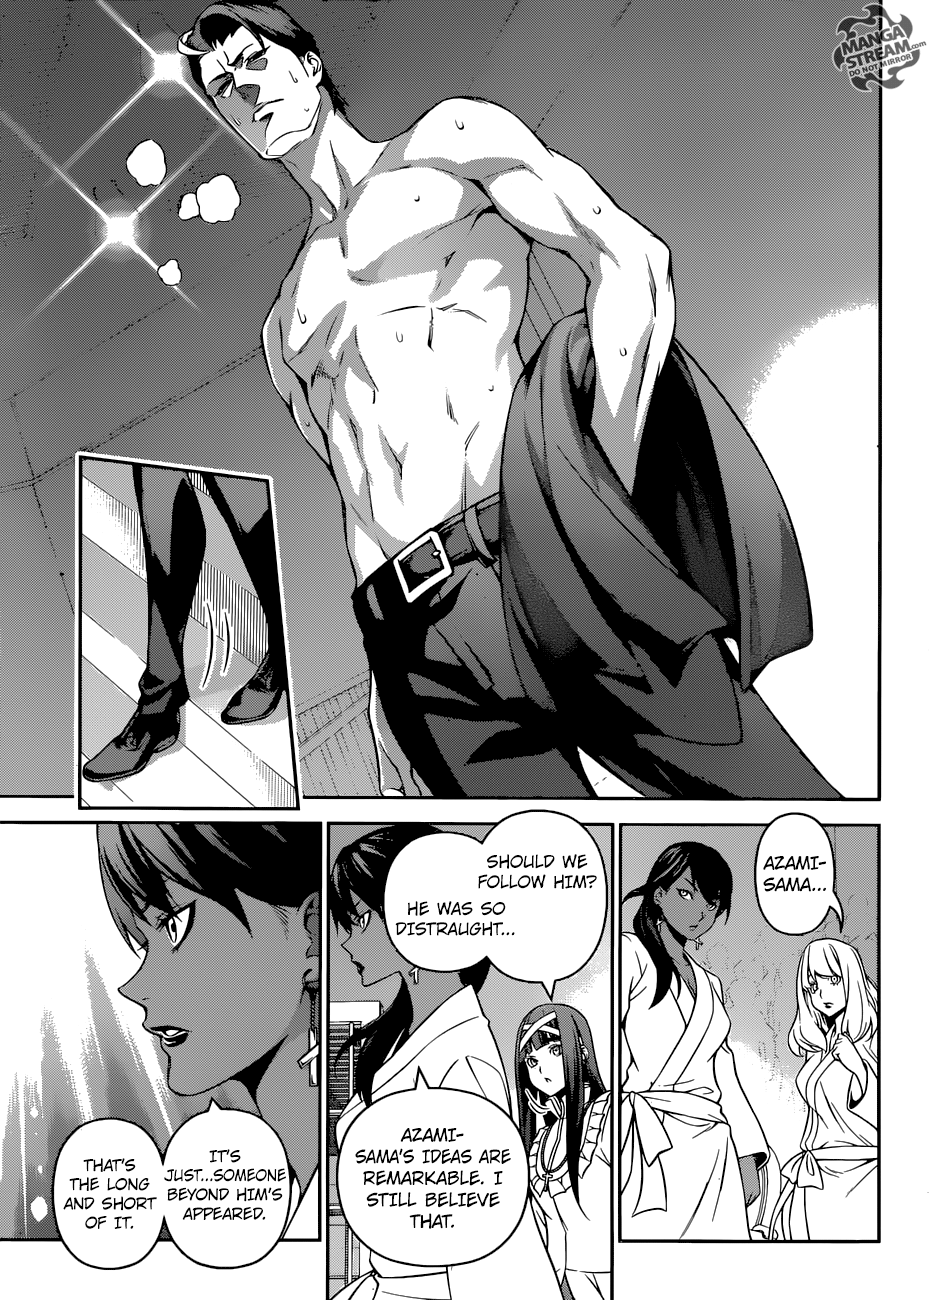 MANGA
STREAM.com
DO NOT MIRROR
AZAMI-
SAMA...
SHOULD WE
FOLLOW HIM?
HE WAS SO
DISTRAUGHT...
AZAMI-
SAMA'S IDEAS ARE
REMARKABLE. I
STILL BELIEVE
THAT.
IT'S
JUST...SOMEONE
BEYOND HIM'S
APPEARED.
THAT'S
THE LONG
AND SHORT
OF IT.